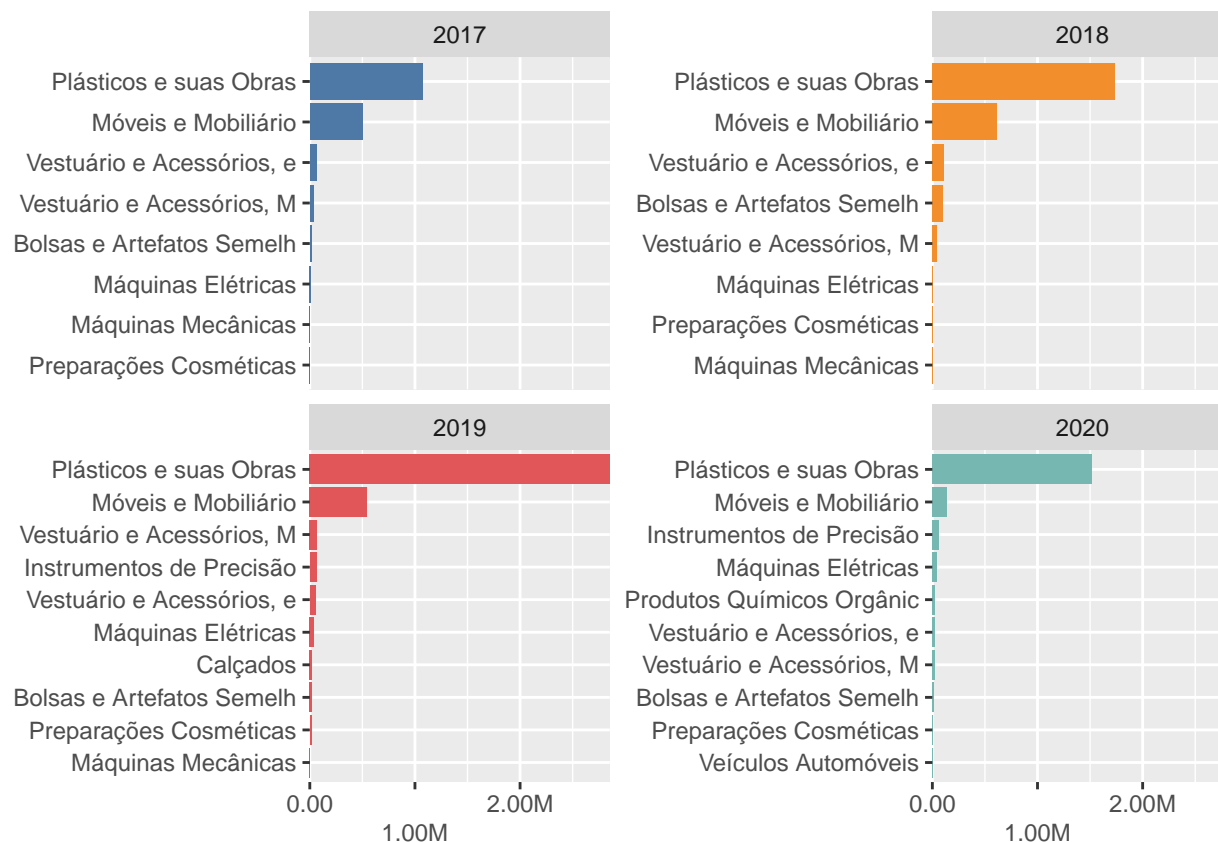 2017
Plásticos e suas Obras
Móveis e Mobiliário
Vestuário e Acessórios, e
Vestuário e Acessórios, M
Bolsas e Artefatos Semelh
Máquinas Elétricas
Máquinas Mecânicas
Preparações Cosméticas
2018
Plásticos e suas Obras
Móveis e Mobiliário
Vestuário e Acessórios, e
Bolsas e Artefatos Semelh
Vestuário e Acessórios, M
Máquinas Elétricas
Preparações Cosméticas
Máquinas Mecânicas
2019
Plásticos e suas Obras
Móveis e Mobiliário
Vestuário e Acessórios, M
Instrumentos de Precisão
Vestuário e Acessórios, e
Máquinas Elétricas
Calçados
Bolsas e Artefatos Semelh
Preparações Cosméticas
Máquinas Mecânicas
0.00 2.00M
1.00M
2020
Plásticos e suas Obras
Móveis e Mobiliário
Instrumentos de Precisão
Máquinas Elétricas
Produtos Químicos Orgânic
Vestuário e Acessórios, e
Vestuário e Acessórios, M
Bolsas e Artefatos Semelh
Preparações Cosméticas
Veículos Automóveis
0.00 2.00M
1.00M